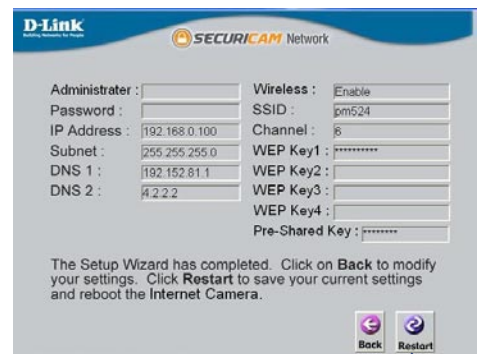 D-Link
Building Networks for People
SECURICAM Network
Administrater :
Password :
IP Address : 192.168.0.100
Subnet : 255.255.255.0
DNS 1 : 192.152.81.1
DNS 2 : 4.2.2.2
Wireless : Enable
SSID : pm524
Channel : 6
WEP Key1 : **********
WEP Key2 :
WEP Key3 :
WEP Key4 :
Pre-Shared Key : ********
The Setup Wizard has completed. Click on Back to modify
your settings. Click Restart to save your current settings
and reboot the Internet Camera.
Back
Restart